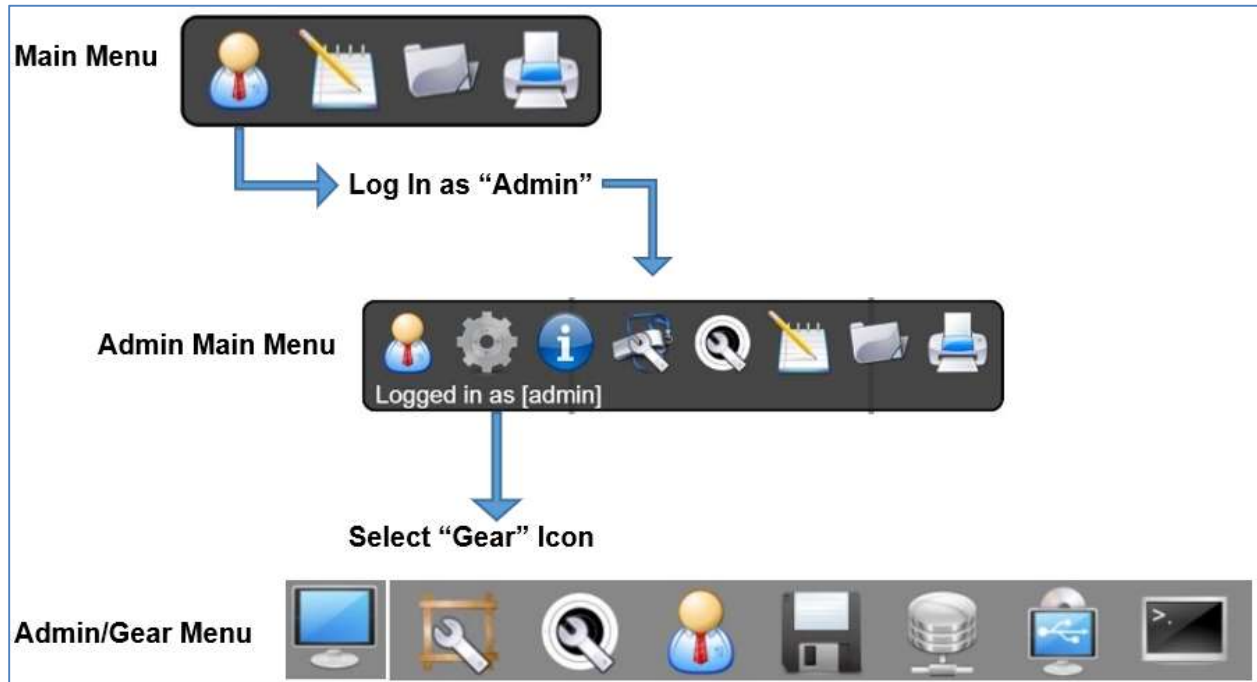 Main Menu
Log In as “Admin”
Admin Main Menu
Logged in as [admin]
Select “Gear” Icon
Admin/Gear Menu
>.